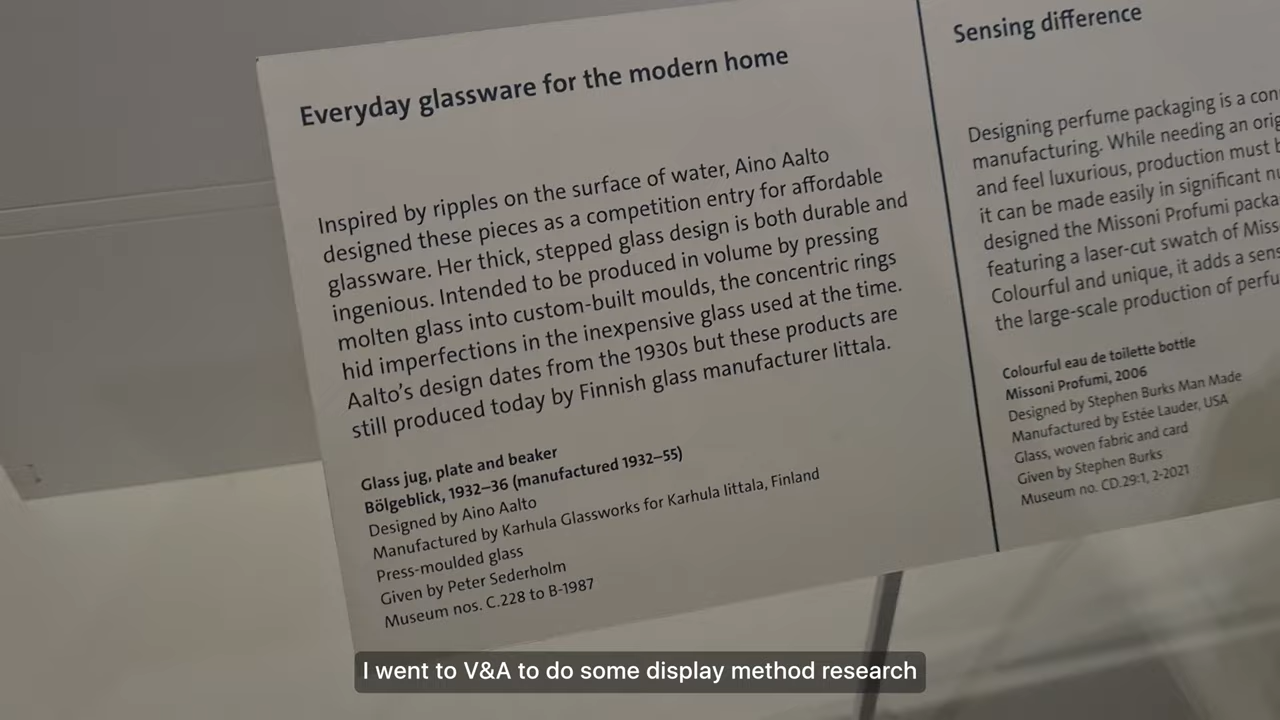 Everyday glassware for the modern home
Inspired by ripples on the surface of water, Aino Aalto
designed these pieces as a competition entry for affordable
glassware. Her thick, stepped glass design is both durable and
ingenious. Intended to be produced in volume by pressing
molten glass into custom-built moulds, the concentric rings
hid imperfections in the inexpensive glass used at the time.
Aalto's design dates from the 1930s but these products are
still produced today by Finnish glass manufacturer Iittala.
Glass jug, plate and beaker
Bölgeblick, 1932–36 (manufactured 1932–55)
Designed by Aino Aalto
Manufactured by Karhula Glassworks for Karhula Iittala, Finland
Press-moulded glass
Given by Peter Sederholm
Museum nos. C.228 to B-1987
Sensing difference
Designing perfume packaging is a
manufacturing. While needing an
and feel luxurious, production must
it can be made easily in significant
designed the Missoni Profumi
featuring a laser-cut swatch of
Colourful and unique, it adds a
the large-scale production of
Colourful eau de toilette bottle
Missoni Profumi, 2006
Designed by Stephen Burks Man Made
Manufactured by Estée Lauder, USA
Glass, woven fabric and card
Given by Stephen Burks
Museum no. CD.29:1, 2-2021
I went to V&A to do some display method research